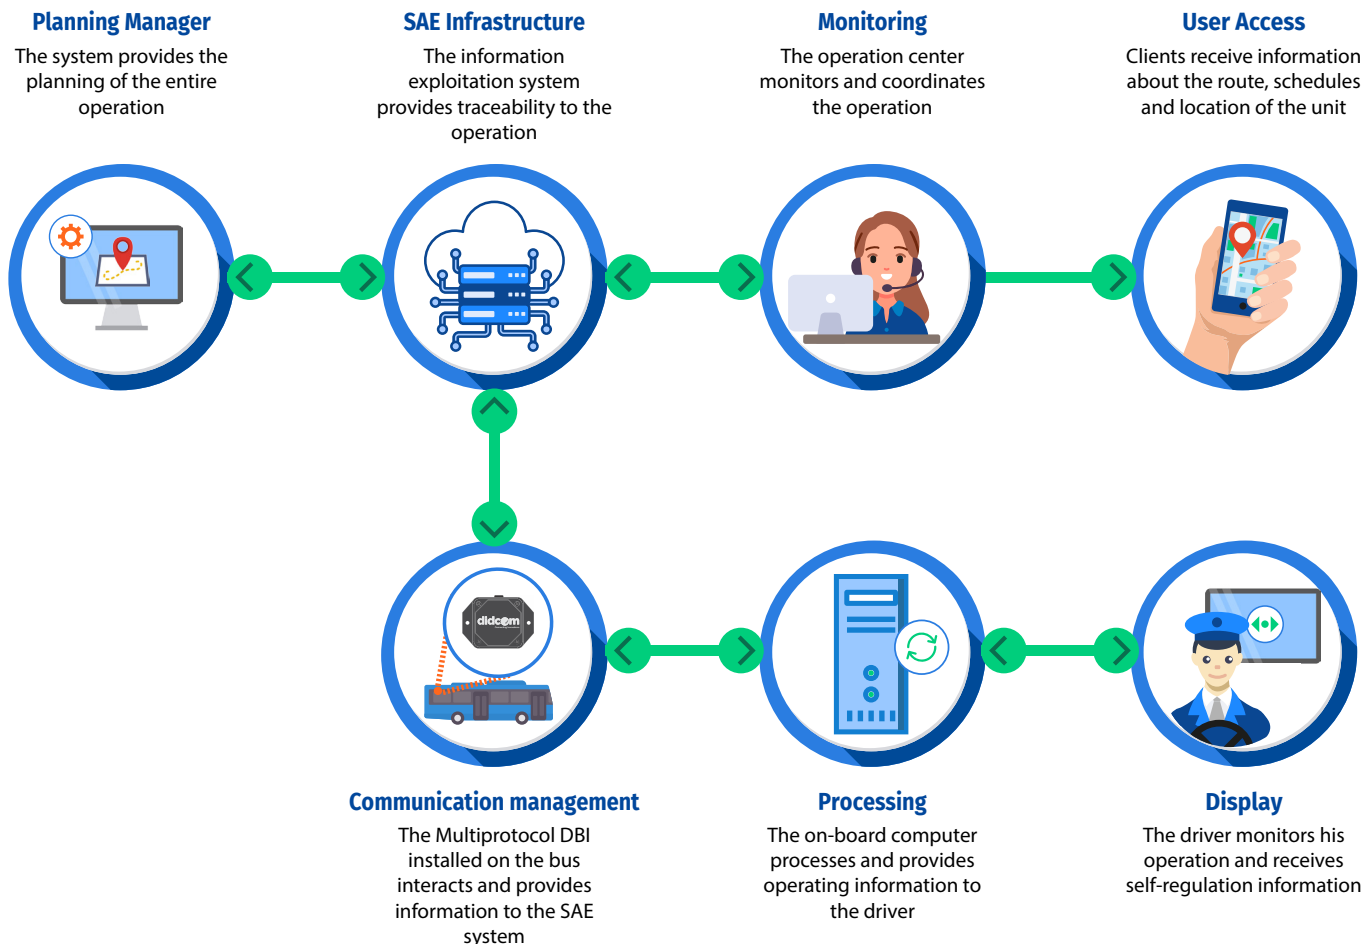 Planning Manager
The system provides the
planning of the entire
operation
SAE Infrastructure
The information
exploitation system
provides traceability to the
operation
Monitoring
The operation center
monitors and coordinates
the operation
User Access
Clients receive information
about the route, schedules
and location of the unit
didcom
Communication management
The Multiprotocol DBI
installed on the bus
interacts and provides
information to the SAE
system
Processing
The on-board computer
processes and provides
operating information to
the driver
Display
The driver monitors his
operation and receives
self-regulation information